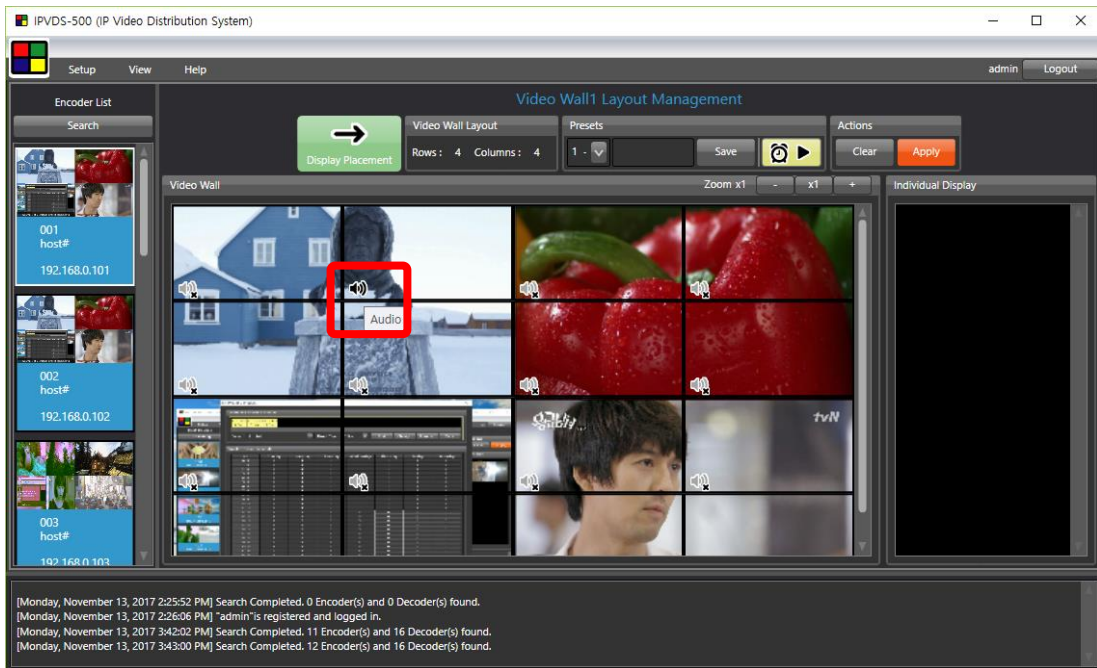 IPVDS-500 (IP Video Distribution System)
Setup View Help
admin Logout
Encoder List
Search
001
host#
192.168.0.101
002
host#
192.168.0.102
003
host#
192.168.0.103
Video Wall1 Layout Management
Display Placement
Video Wall Layout
Rows : 4 Columns : 4
Presets
1 - Save
Actions
Clear Apply
Video Wall
Zoom x1 - x1 +
Individual Display
Audio
tvN
[Monday, November 13, 2017 2:25:52 PM] Search Completed. 0 Encoder(s) and 0 Decoder(s) found.
[Monday, November 13, 2017 2:26:06 PM] "admin"is registered and logged in.
[Monday, November 13, 2017 3:42:02 PM] Search Completed. 11 Encoder(s) and 16 Decoder(s) found.
[Monday, November 13, 2017 3:43:00 PM] Search Completed. 12 Encoder(s) and 16 Decoder(s) found.